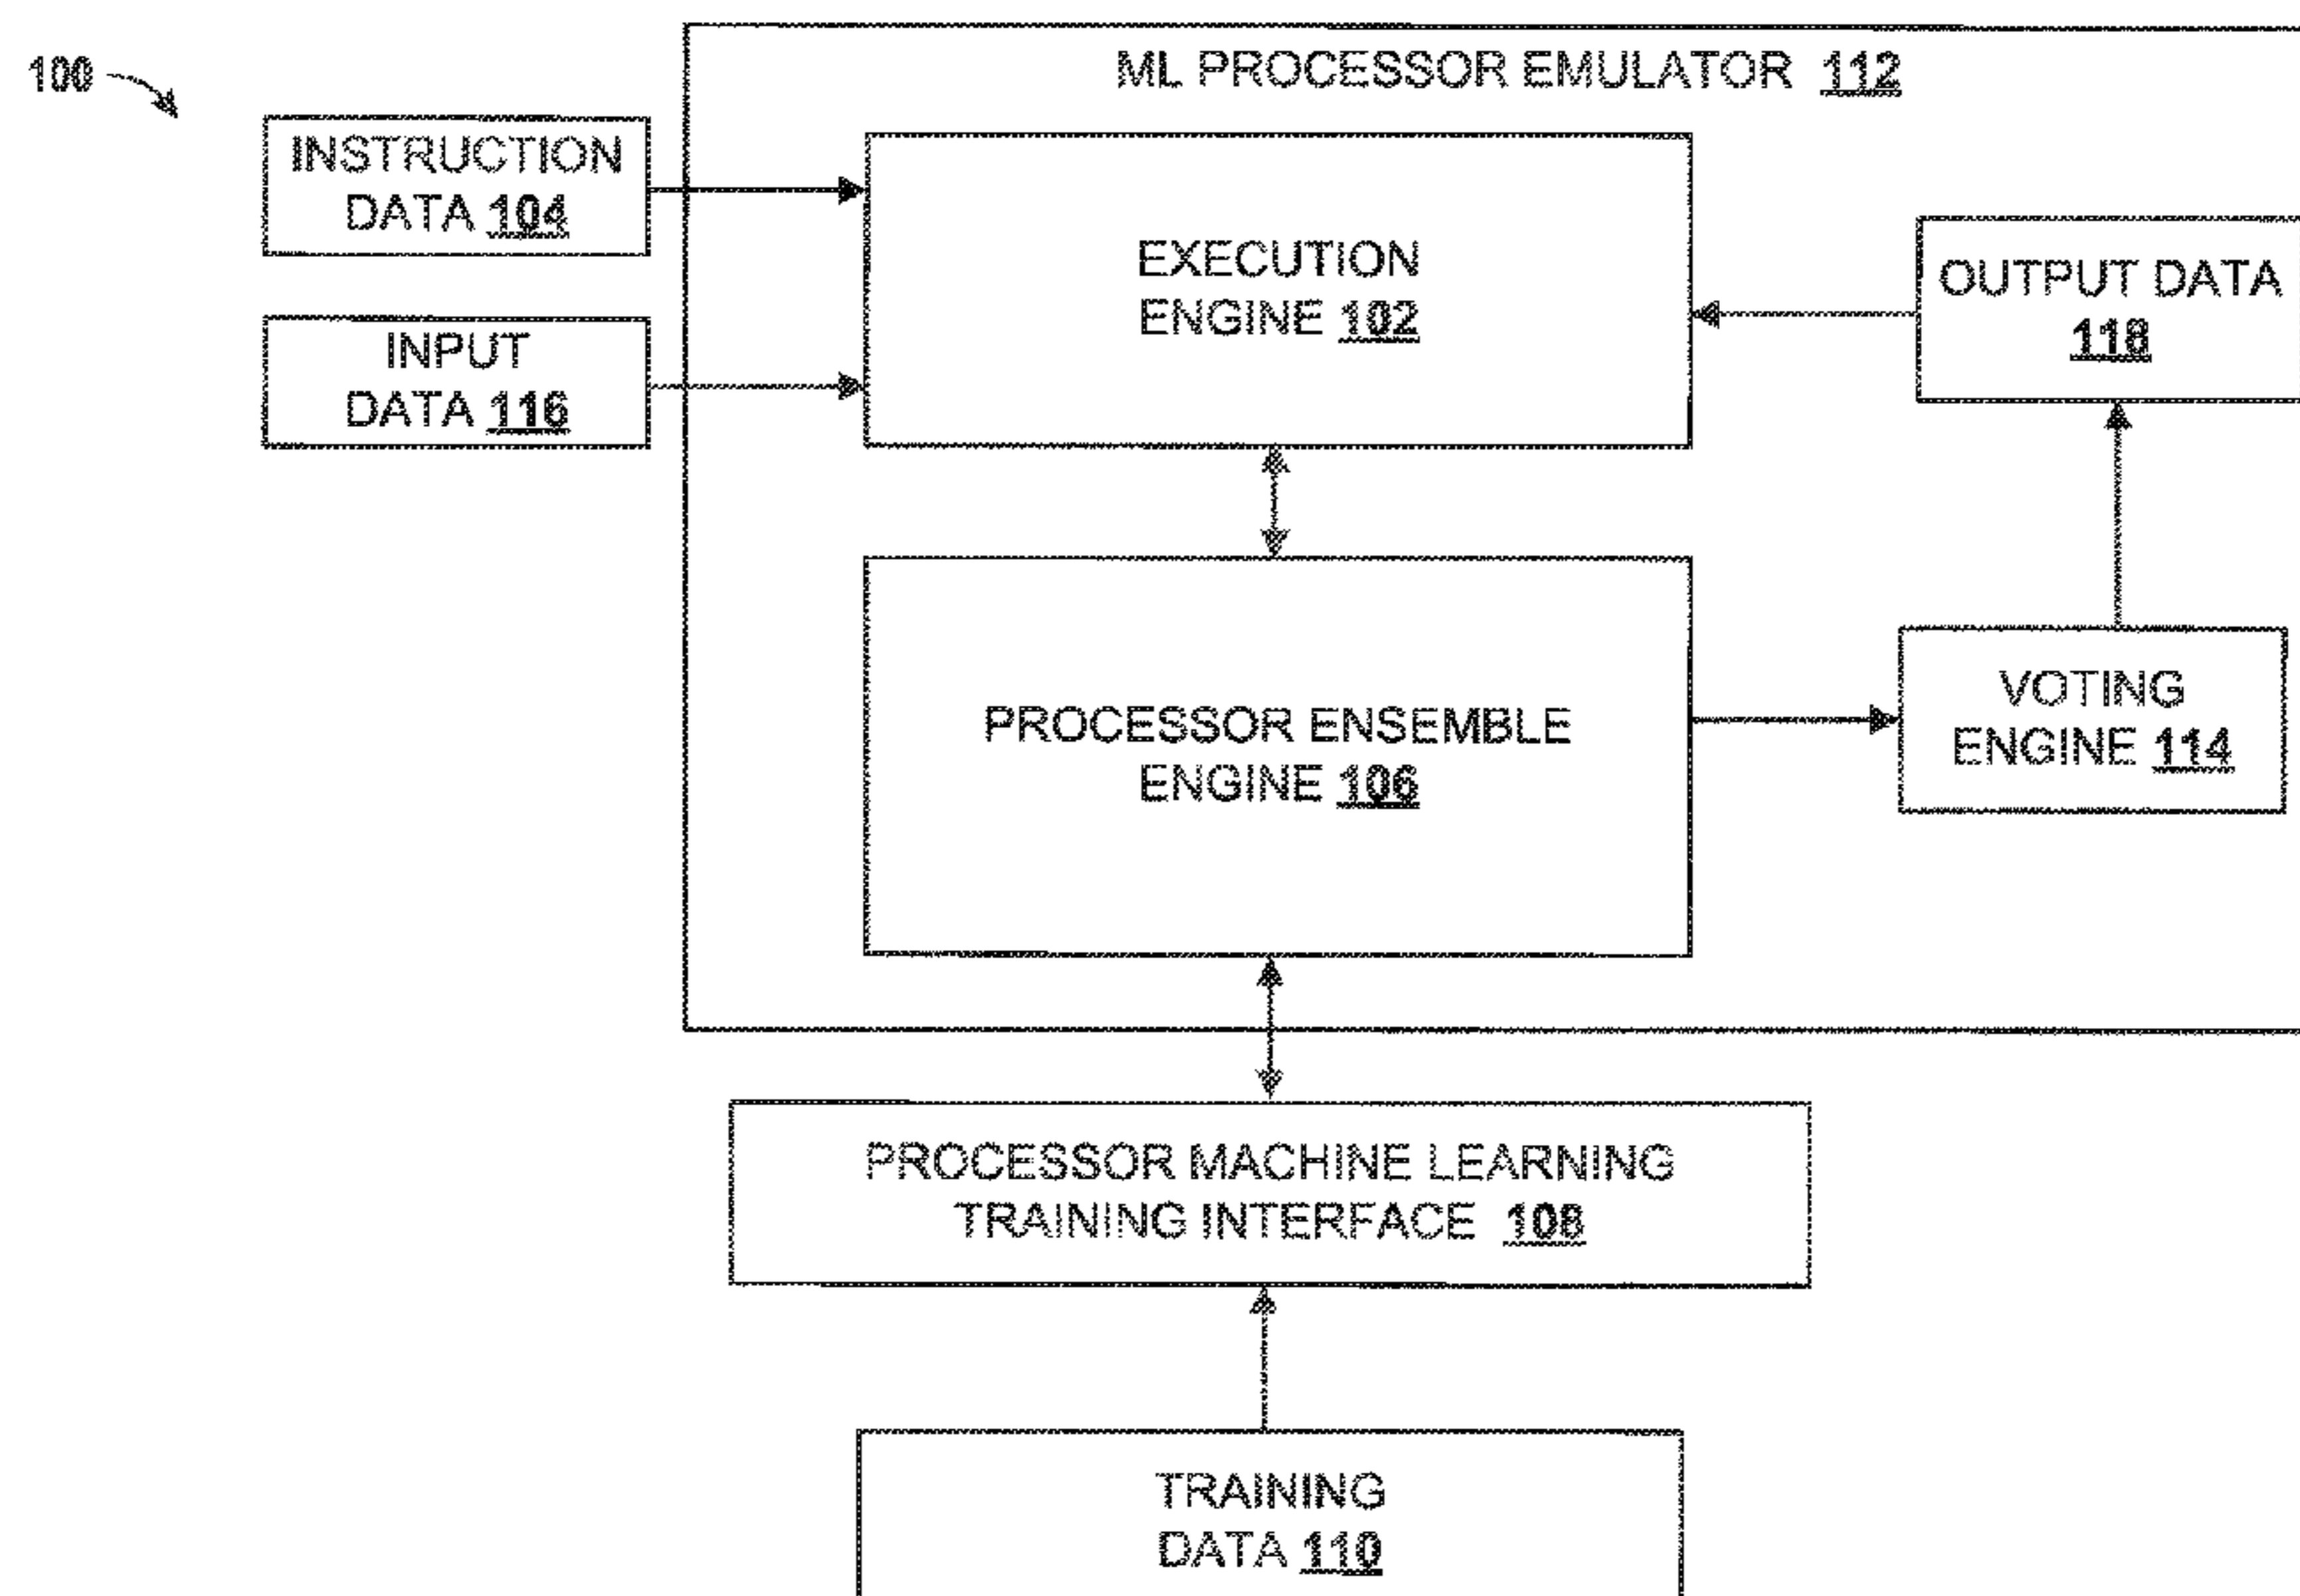 100
ML PROCESSOR EMULATOR 112
INSTRUCTION
DATA 104
INPUT
DATA 116
EXECUTION
ENGINE 102
OUTPUT DATA
118
PROCESSOR ENSEMBLE
ENGINE 106
VOTING
ENGINE 114
PROCESSOR MACHINE LEARNING
TRAINING INTERFACE 108
TRAINING
DATA 110